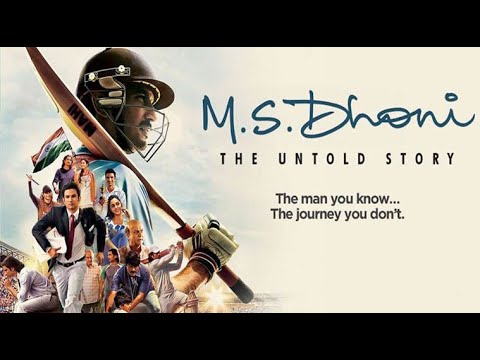 M.S.Dhoni
THE UNTOLD STORY
The man you know...
The journey you don't.